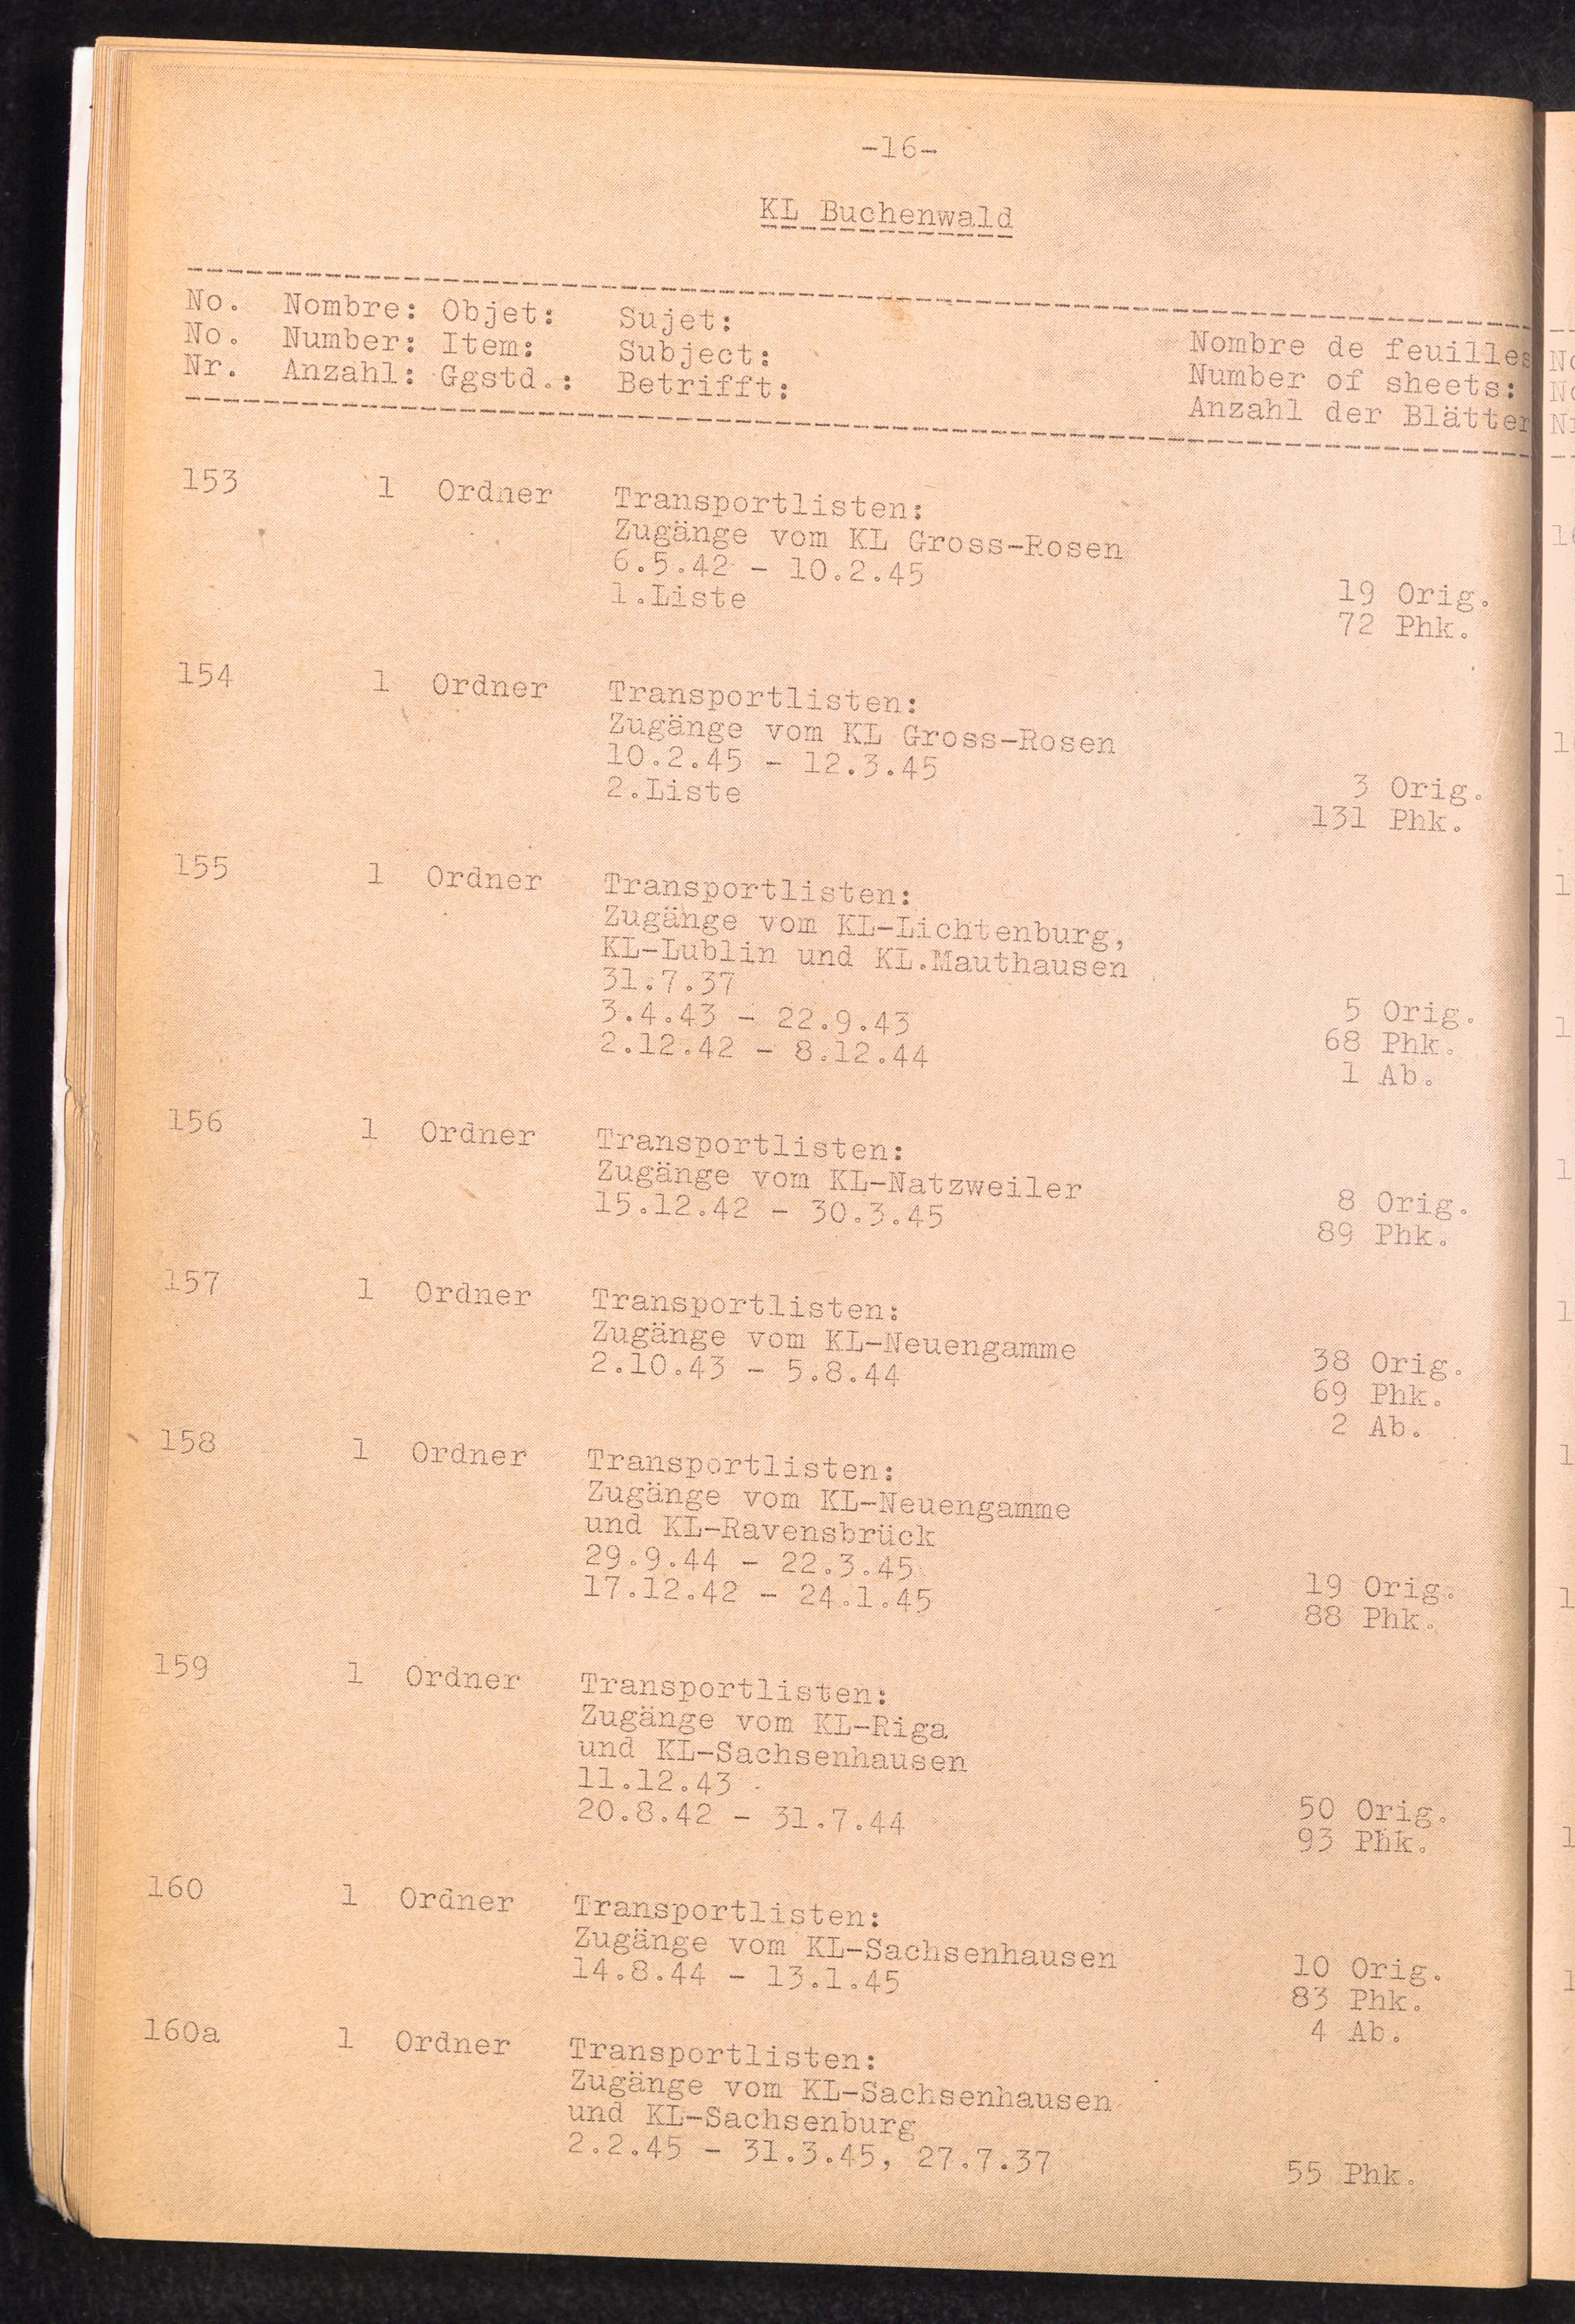 -16-
KL Buchenwald
No. Nombre: Objet: Sujet: Nombre de feuilles
No. Number: Item: Subject: Number of sheets:
Nr. Anzahl: Ggstd.: Betrifft: Anzahl der Blätter
153 1 Ordner Transportlisten:
Zugänge vom KL Gross-Rosen
6.5.42 - 10.2.45
1.Liste 19 Orig.
72 Phk.
154 1 Ordner Transportlisten:
Zugänge vom KL Gross-Rosen
10.2.45 - 12.3.45
2.Liste 3 Orig.
131 Phk.
155 1 Ordner Transportlisten:
Zugänge vom KL-Lichtenburg,
KL-Lublin und KL.Mauthausen
31.7.37
3.4.43 - 22.9.43 5 Orig.
2.12.42 - 8.12.44 68 Phk.
1 Ab.
156 1 Ordner Transportlisten:
Zugänge vom KL-Natzweiler
15.12.42 - 30.3.45 8 Orig.
89 Phk.
157 1 Ordner Transportlisten:
Zugänge vom KL-Neuengamme
2.10.43 - 5.8.44 38 Orig.
69 Phk.
2 Ab.
158 1 Ordner Transportlisten:
Zugänge vom KL-Neuengamme
und KL-Ravensbrück
29.9.44 - 22.3.45
17.12.42 - 24.1.45 19 Orig.
88 Phk.
159 1 Ordner Transportlisten:
Zugänge vom KL-Riga
und KL-Sachsenhausen
11.12.43
20.8.42 - 31.7.44 50 Orig.
93 Phk.
160 1 Ordner Transportlisten:
Zugänge vom KL-Sachsenhausen
14.8.44 - 13.1.45 10 Orig.
83 Phk.
4 Ab.
160a 1 Ordner Transportlisten:
Zugänge vom KL-Sachsenhausen
und KL-Sachsenburg
2.2.45 - 31.3.45, 27.7.37
55 Phk.